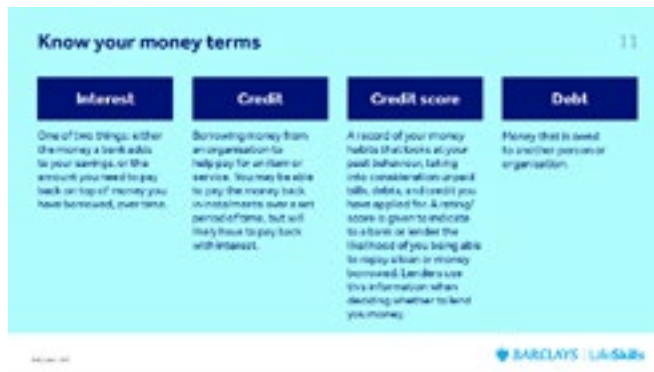 Know your money terms
11
Interest
One of two things: either
the money a bank adds
to your savings, or the
amount you need to pay
back on top of money you
have borrowed, over time.
Credit
Borrowing money from
an organisation to
help pay for an item or
service. You may be able
to pay the money back
in instalments over a set
period of time, but will
likely have to pay back
with interest.
Credit score
A record of your money
habits that looks at your
past behaviour, taking
into consideration unpaid
bills, debts, and credit you
have applied for. A rating/
score is given to indicate
to a bank or lender the
likelihood of you being able
to repay a loan or money
borrowed. Lenders use
this information when
deciding whether to lend
you money.
Debt
Money that is owed
to another person or
organisation.
BARCLAYS | LifeSkills